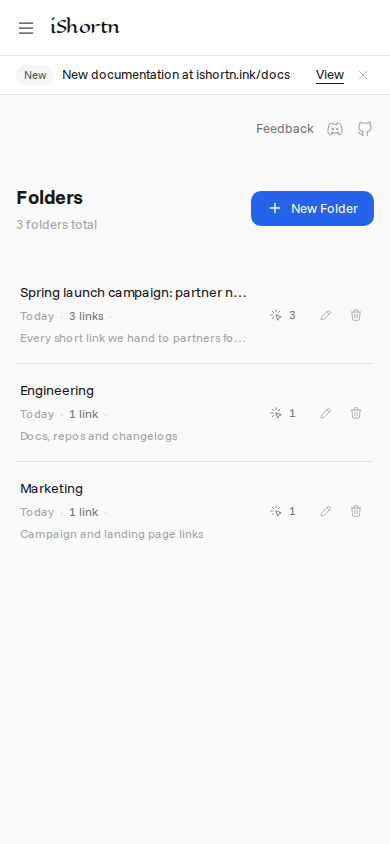 iShortn
New New documentation at ishortn.ink/docs View
Feedback
Folders
3 folders total
New Folder
Spring launch campaign: partner n…
Today · 3 links ·
3
Every short link we hand to partners fo…
Engineering
Today · 1 link ·
1
Docs, repos and changelogs
Marketing
Today · 1 link ·
1
Campaign and landing page links